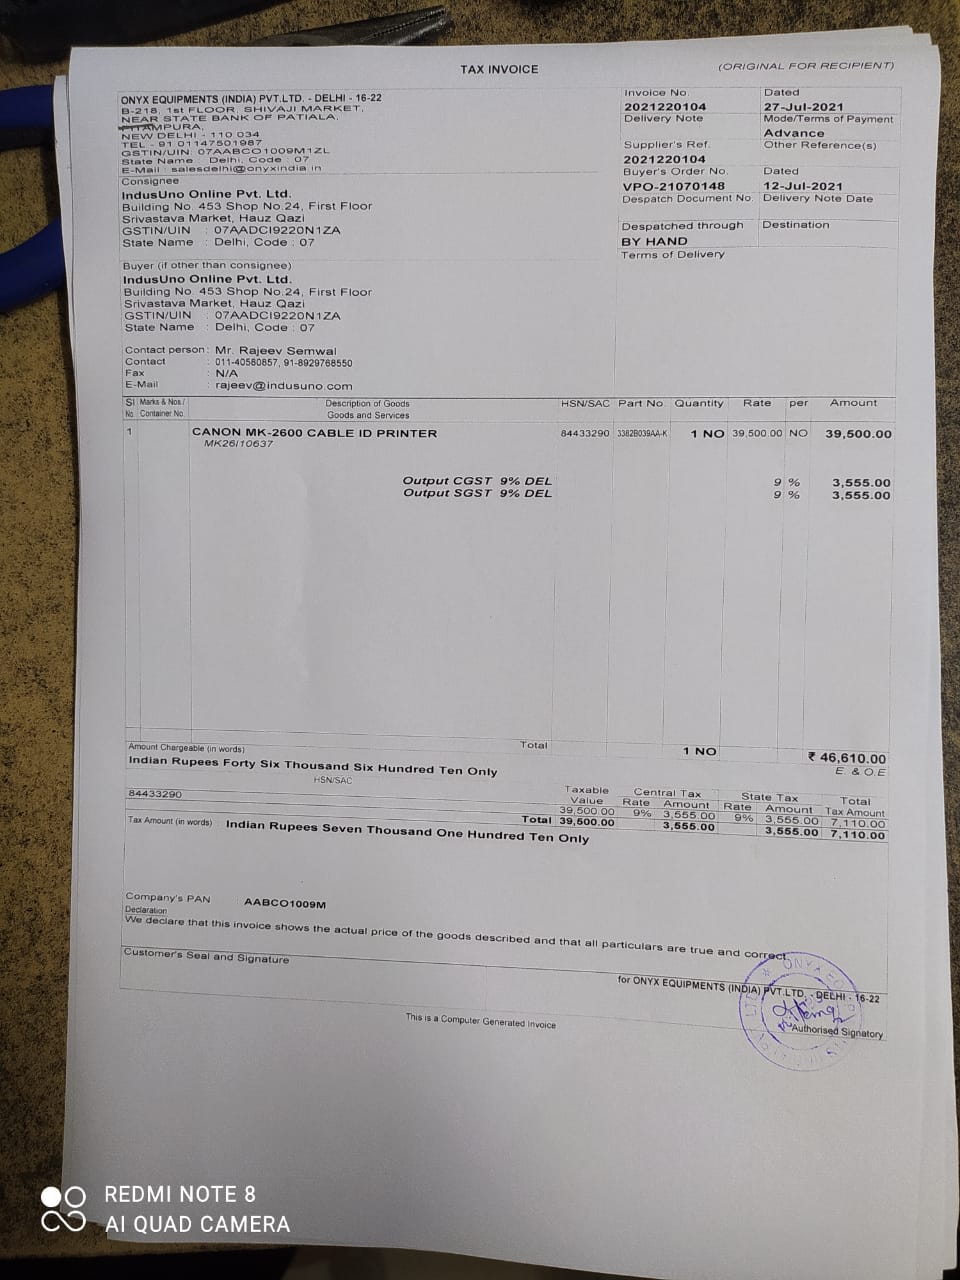 TAX INVOICE
(ORIGINAL FOR RECIPIENT)
ONYX EQUIPMENTS (INDIA) PVT.LTD. - DELHI - 16-22
B-218, 1st FLOOR, SHIVAJI MARKET,
NEAR STATE BANK OF PATIALA,
PITAMPURA,
NEW DELHI - 110 034
TEL - 91 01147501987
GSTIN/UIN: 07AABCO1009M1ZL
State Name : Delhi, Code : 07
E-Mail : salesdelhi@onyxindia.in
Invoice No. Dated
2021220104 27-Jul-2021
Delivery Note Mode/Terms of Payment
Advance
Supplier's Ref. Other Reference(s)
2021220104
Buyer's Order No. Dated
VPO-21070148 12-Jul-2021
Despatch Document No. Delivery Note Date
Despatched through Destination
BY HAND
Terms of Delivery
Consignee
IndusUno Online Pvt. Ltd.
Building No. 453 Shop No.24, First Floor
Srivastava Market, Hauz Qazi
GSTIN/UIN : 07AADCI9220N1ZA
State Name : Delhi, Code : 07
Buyer (if other than consignee)
IndusUno Online Pvt. Ltd.
Building No. 453 Shop No.24, First Floor
Srivastava Market, Hauz Qazi
GSTIN/UIN : 07AADCI9220N1ZA
State Name : Delhi, Code : 07
Contact person : Mr. Rajeev Semwal
Contact : 011-40580857, 91-8929768550
Fax : N/A
E-Mail : rajeev@indusuno.com
Sl Marks & Nos./ Description of Goods HSN/SAC Part No. Quantity Rate per Amount
No. Container No. Goods and Services
1 CANON MK-2600 CABLE ID PRINTER 84433290 3382B039AA-K 1 NO 39,500.00 NO 39,500.00
MK26I10637
Output CGST 9% DEL 9 % 3,555.00
Output SGST 9% DEL 9 % 3,555.00
Total 1 NO ₹ 46,610.00
Amount Chargeable (in words) E. & O.E
Indian Rupees Forty Six Thousand Six Hundred Ten Only
HSN/SAC Taxable Central Tax State Tax Total
Value Rate Amount Rate Amount Tax Amount
84433290 39,500.00 9% 3,555.00 9% 3,555.00 7,110.00
Total 39,500.00 3,555.00 3,555.00 7,110.00
Tax Amount (in words) Indian Rupees Seven Thousand One Hundred Ten Only
Company's PAN AABCO1009M
Declaration
We declare that this invoice shows the actual price of the goods described and that all particulars are true and correct.
Customer's Seal and Signature
for ONYX EQUIPMENTS (INDIA) PVT.LTD. - DELHI - 16-22
Authorised Signatory
This is a Computer Generated Invoice
REDMI NOTE 8
AI QUAD CAMERA